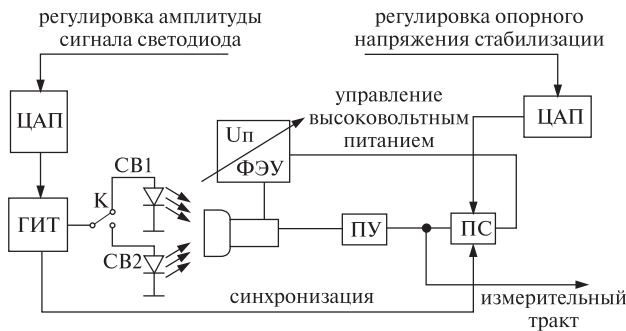 регулировка амплитуды
сигнала светодиода
регулировка опорного
напряжения стабилизации
ЦАП
управление
высоковольтным
питанием
ЦАП
Uп
ФЭУ
СВ1
К
ГИТ
ПУ
ПС
СВ2
синхронизация
измерительный
тракт